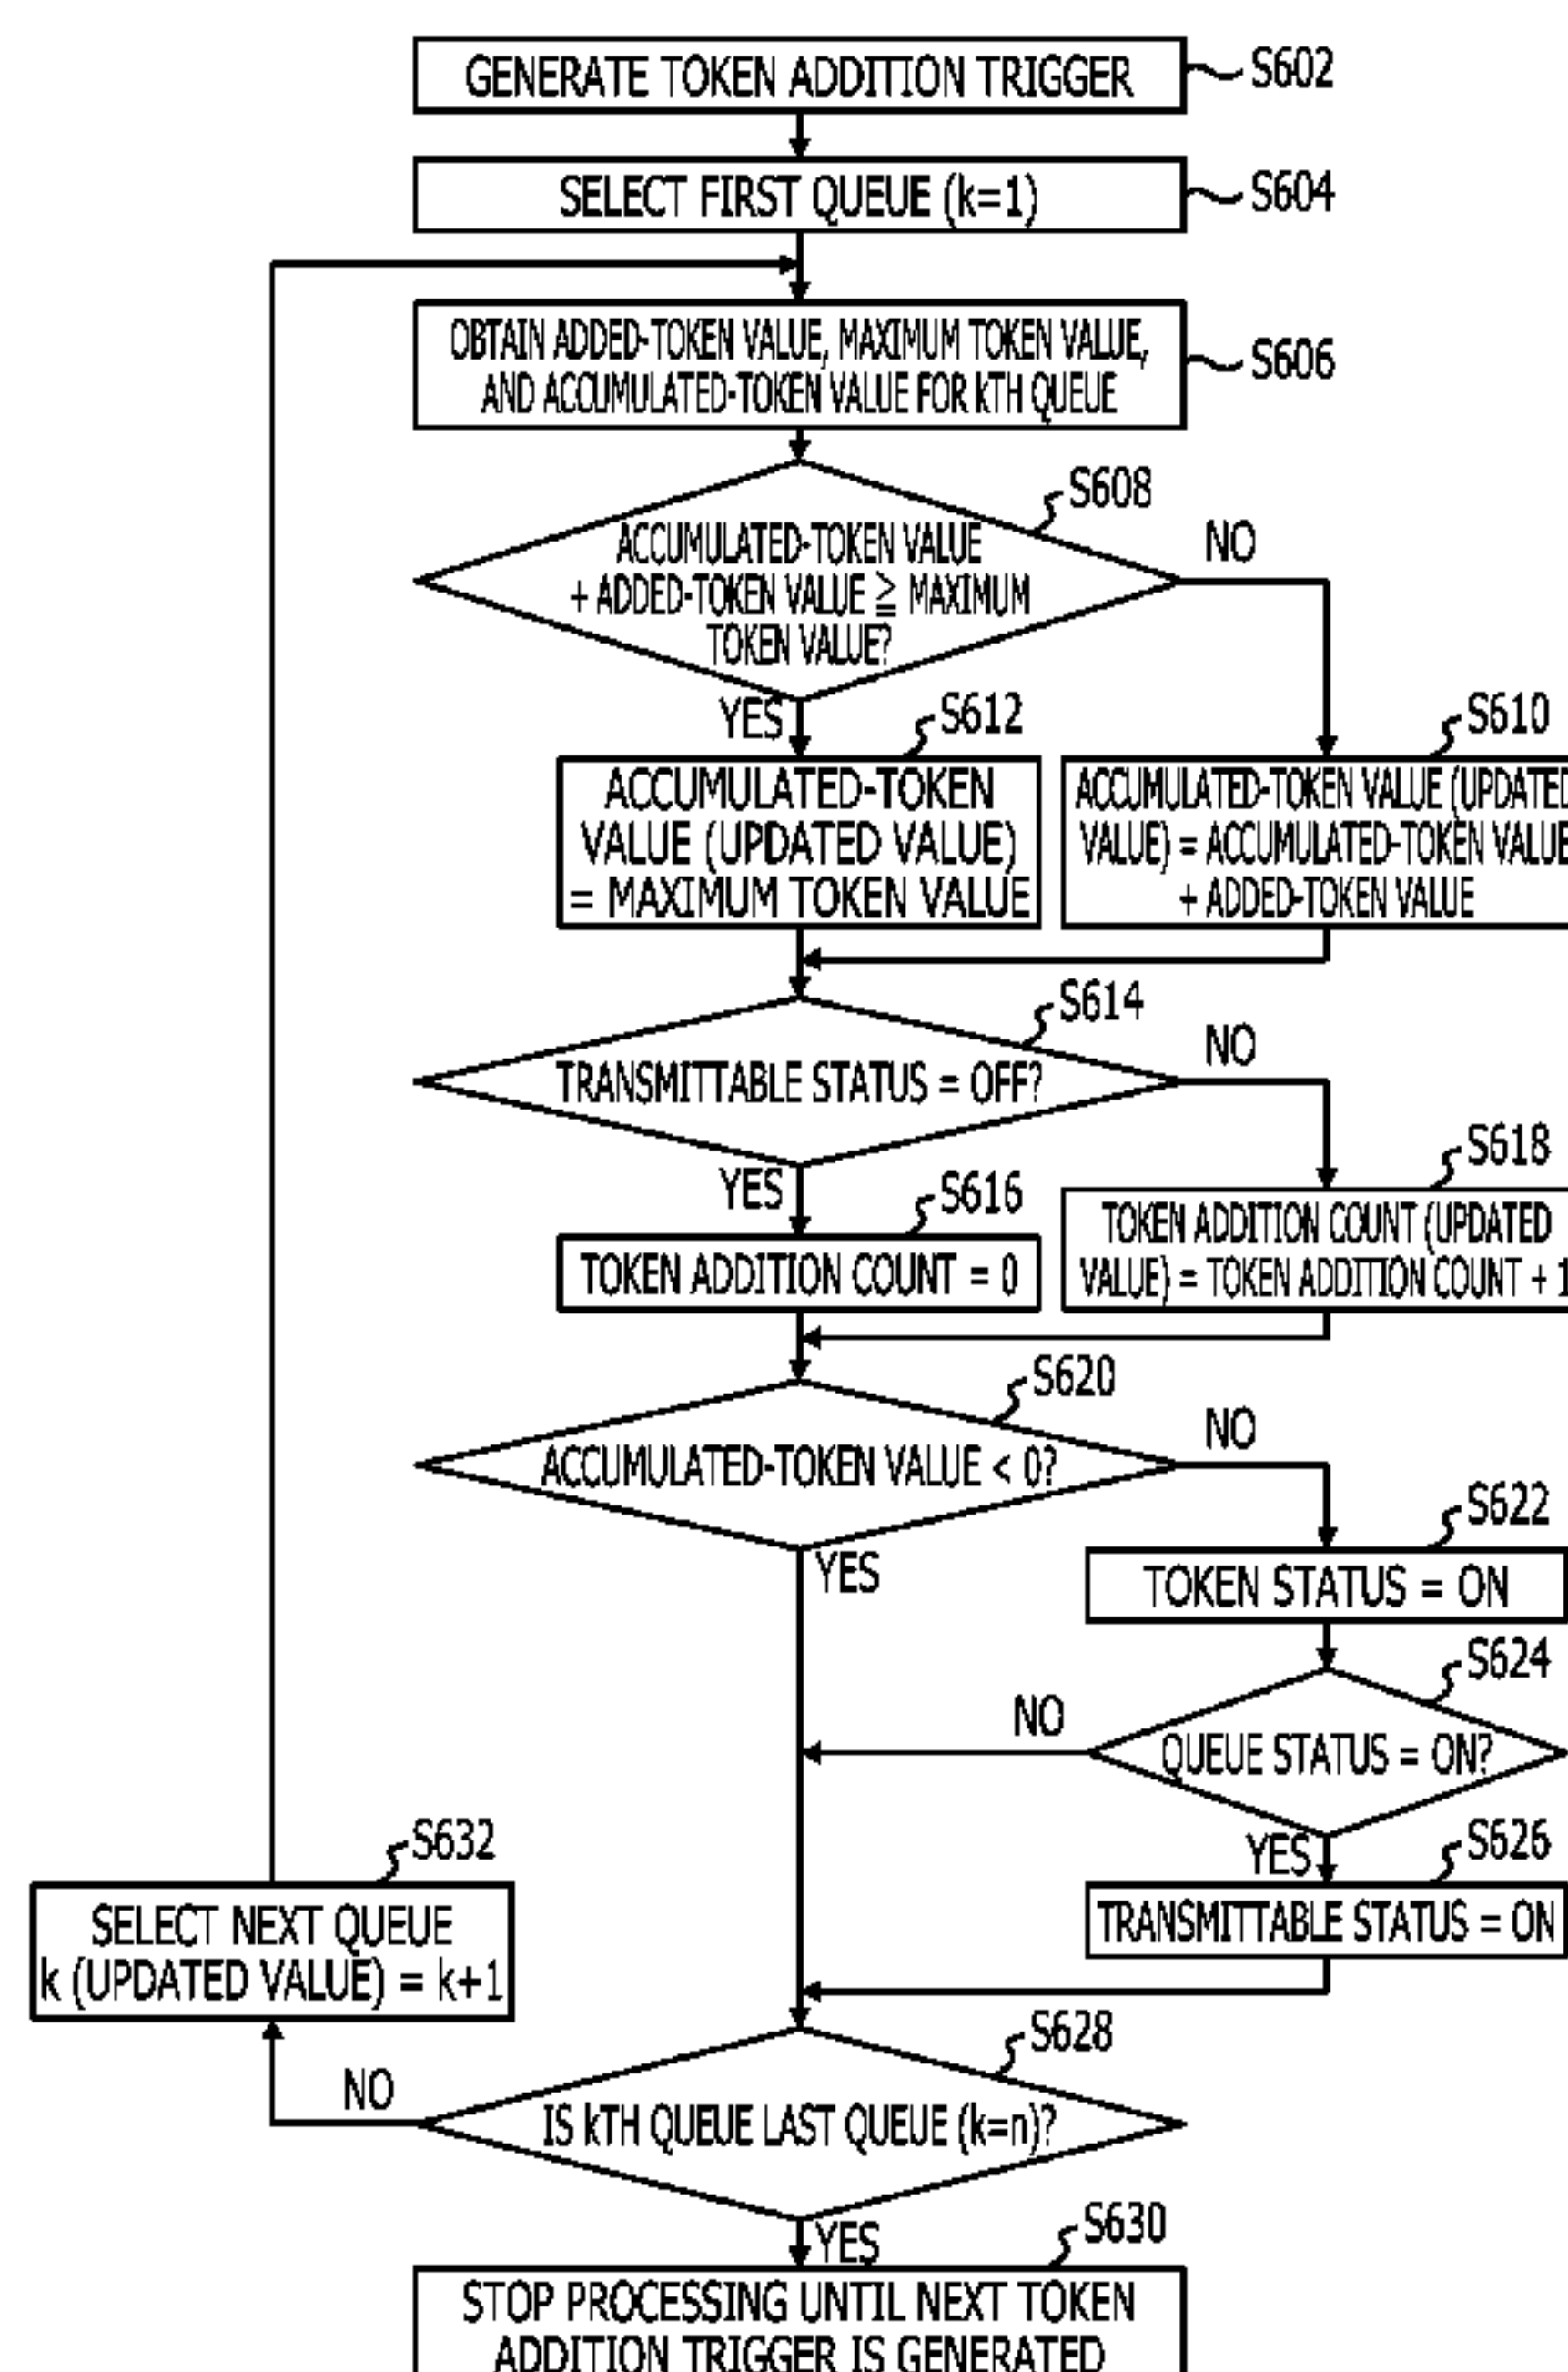 GENERATE TOKEN ADDITION TRIGGER
S602
SELECT FIRST QUEUE (k=1)
S604
OBTAIN ADDED-TOKEN VALUE, MAXIMUM TOKEN VALUE,
AND ACCUMULATED-TOKEN VALUE FOR kTH QUEUE
S606
S608
ACCUMULATED-TOKEN VALUE
+ ADDED-TOKEN VALUE ≧ MAXIMUM
TOKEN VALUE?
NO
YES
S612
ACCUMULATED-TOKEN
VALUE (UPDATED VALUE)
= MAXIMUM TOKEN VALUE
S610
ACCUMULATED-TOKEN VALUE (UPDATED
VALUE) = ACCUMULATED-TOKEN VALUE
+ ADDED-TOKEN VALUE
S614
TRANSMITTABLE STATUS = OFF?
NO
YES
S616
TOKEN ADDITION COUNT = 0
S618
TOKEN ADDITION COUNT (UPDATED
VALUE) = TOKEN ADDITION COUNT + 1
S620
ACCUMULATED-TOKEN VALUE < 0?
NO
YES
S622
TOKEN STATUS = ON
S624
QUEUE STATUS = ON?
NO
YES
S626
TRANSMITTABLE STATUS = ON
S632
SELECT NEXT QUEUE
k (UPDATED VALUE) = k+1
S628
IS kTH QUEUE LAST QUEUE (k=n)?
NO
YES
S630
STOP PROCESSING UNTIL NEXT TOKEN
ADDITION TRIGGER IS GENERATED